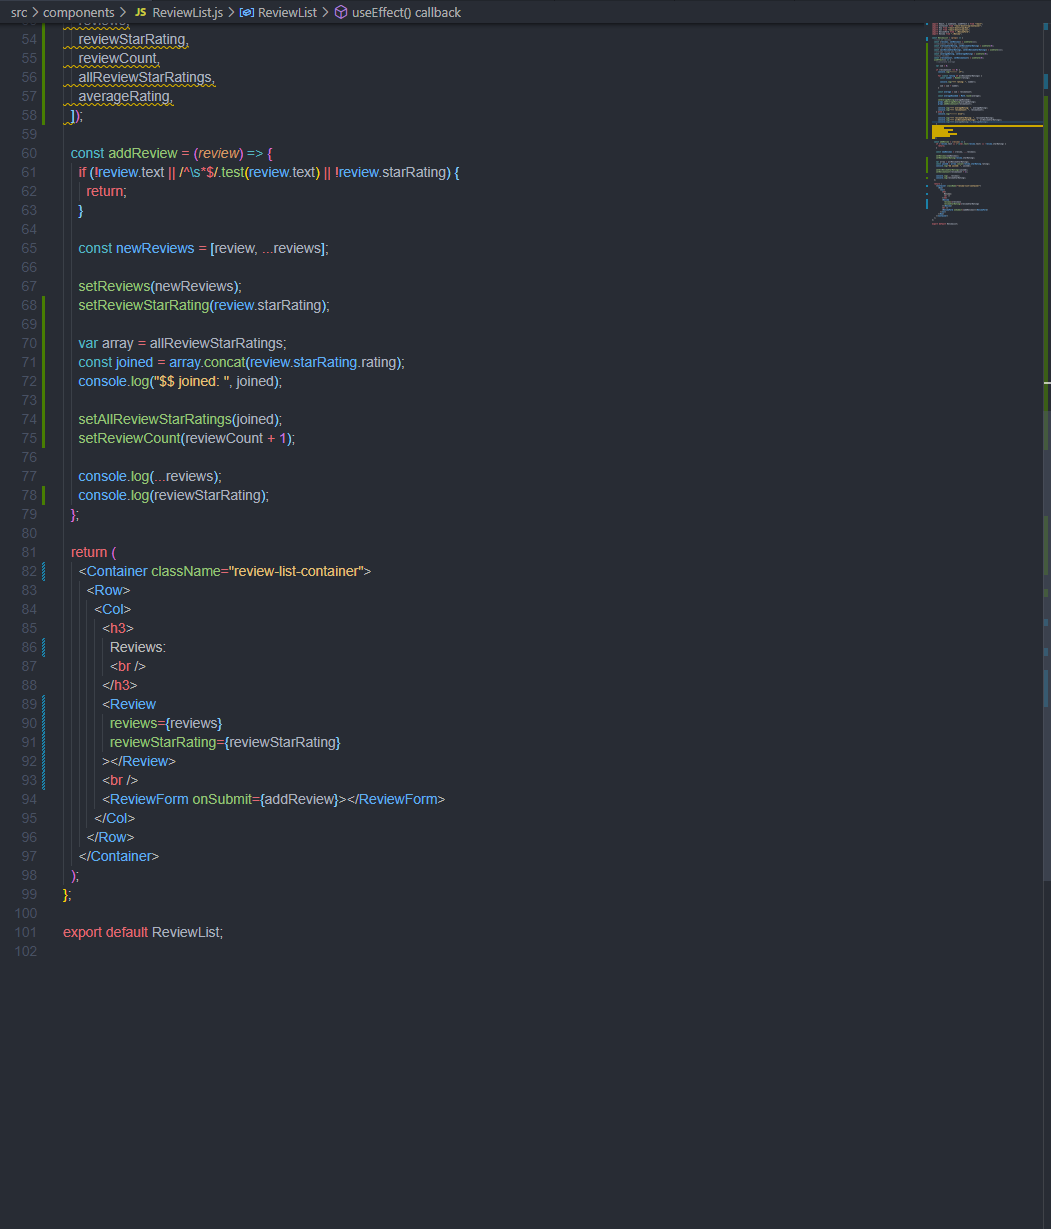 src > components > JS ReviewList.js > ReviewList > useEffect() callback
54 reviewStarRating,
55 reviewCount,
56 allReviewStarRatings,
57 averageRating,
58 ]);
59
60 const addReview = (review) => {
61 if (!review.text || /^\s*$/.test(review.text) || !review.starRating) {
62 return;
63 }
64
65 const newReviews = [review, ...reviews];
66
67 setReviews(newReviews);
68 setReviewStarRating(review.starRating);
69
70 var array = allReviewStarRatings;
71 const joined = array.concat(review.starRating.rating);
72 console.log("$$ joined: ", joined);
73
74 setAllReviewStarRatings(joined);
75 setReviewCount(reviewCount + 1);
76
77 console.log(...reviews);
78 console.log(reviewStarRating);
79 };
80
81 return (
82 <Container className="review-list-container">
83 <Row>
84 <Col>
85 <h3>
86 Reviews:
87 <br />
88 </h3>
89 <Review
90 reviews={reviews}
91 reviewStarRating={reviewStarRating}
92 ></Review>
93 <br />
94 <ReviewForm onSubmit={addReview}></ReviewForm>
95 </Col>
96 </Row>
97 </Container>
98 );
99 };
100
101 export default ReviewList;
102